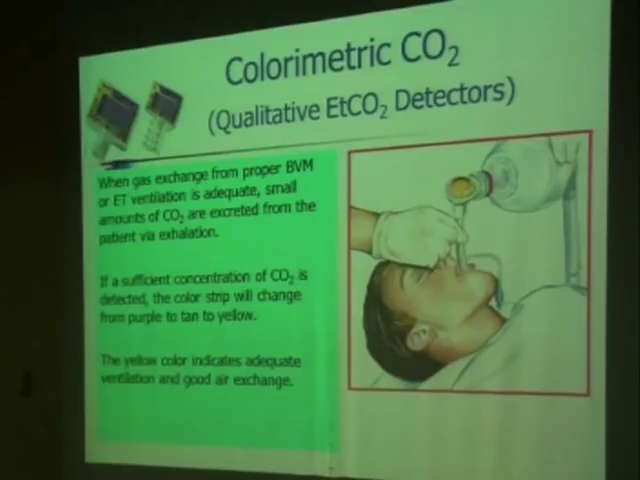 Colorimetric CO₂
(Qualitative EtCO₂ Detectors)
When gas exchange from proper BVM
or ET ventilation is adequate, small
amounts of CO₂ are excreted from the
patient via exhalation.
If a sufficient concentration of CO₂ is
detected, the color strip will change
from purple to tan to yellow.
The yellow color indicates adequate
ventilation and good air exchange.